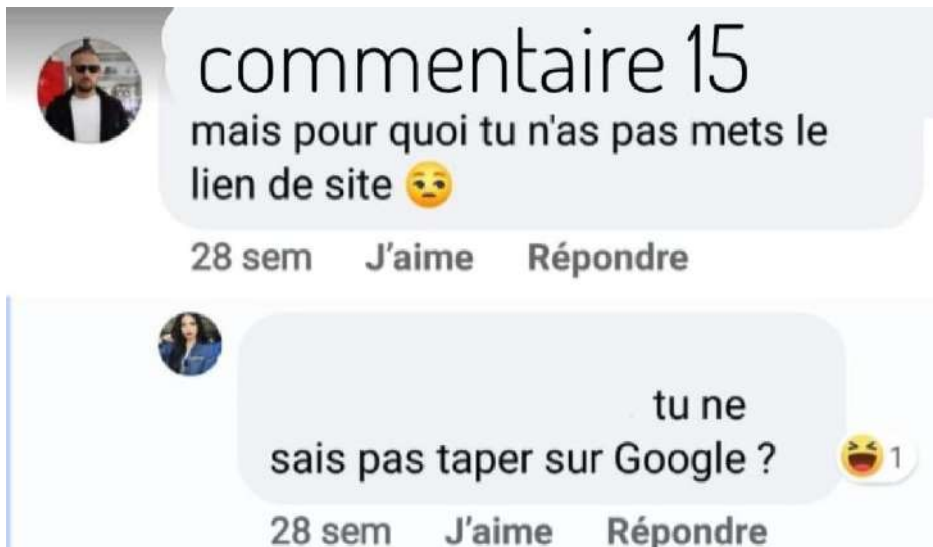 commentaire 15
mais pour quoi tu n'as pas mets le
lien de site 😒
28 sem J'aime Répondre
tu ne
sais pas taper sur Google ?
😆 1
28 sem J'aime Répondre